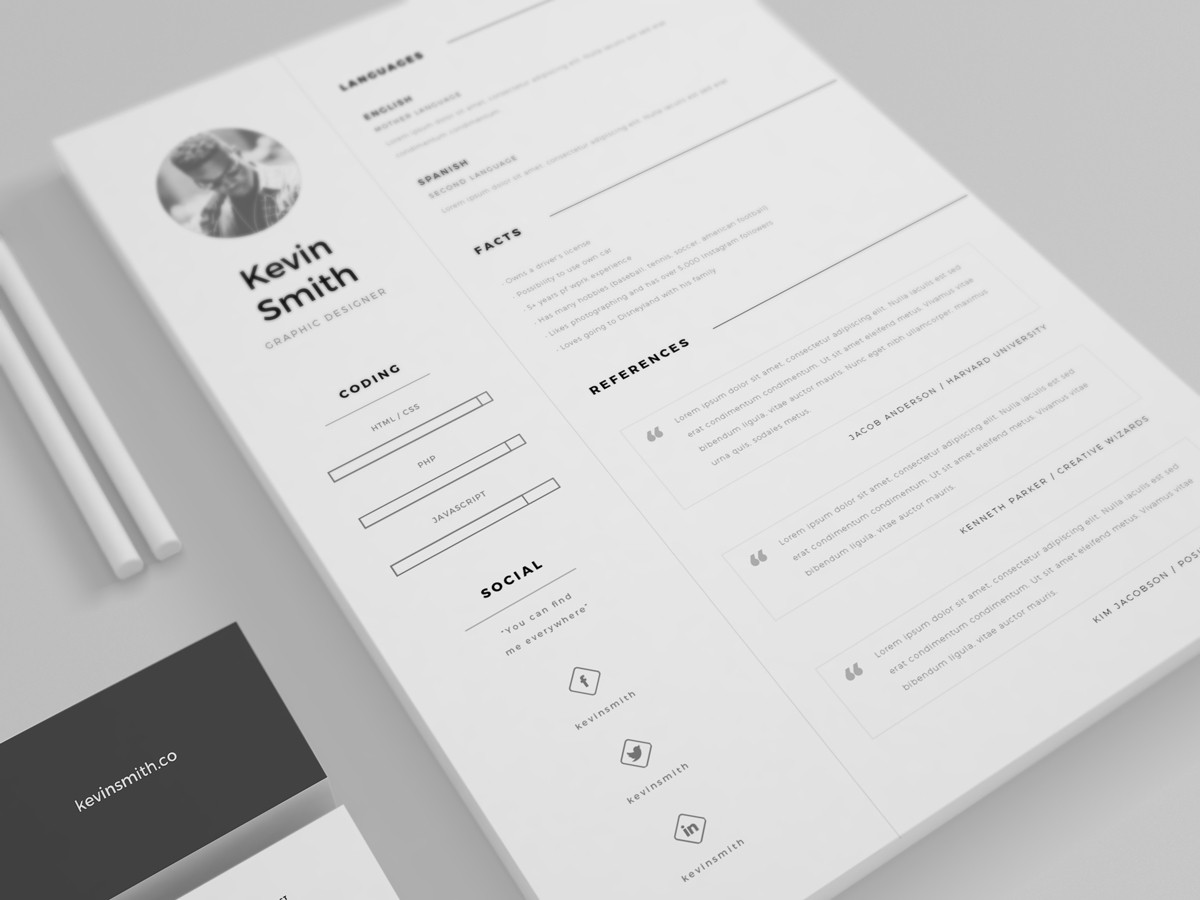 Kevin
Smith
GRAPHIC DESIGNER
CODING
HTML / CSS
PHP
JAVASCRIPT
SOCIAL
"You can find
me everywhere"
f
kevinsmith
kevinsmith
in
kevinsmith
LANGUAGES
ENGLISH
MOTHER LANGUAGE
Lorem ipsum dolor sit amet, consectetur adipiscing elit. Nulla iaculis est sed erat
condimentum condimentum.
SPANISH
SECOND LANGUAGE
Lorem ipsum dolor sit amet, consectetur adipiscing elit. Nulla iaculis est sed erat
FACTS
· Owns a driver's license
· Possibility to use own car
· 5+ years pf wprx experience
· Has many hobbies (baseball, tennis, soccer, american football)
· Likes photographing and has over 5.000 Instagram followers
· Loves going to Disneyland with his family
REFERENCES
“
Lorem ipsum dolor sit amet, consectetur adipiscing elit. Nulla iaculis est sed
erat condimentum condimentum. Ut sit amet eleifend metus. Vivamus vitae
bibendum ligula, vitae auctor mauris. Nunc eget nibh ullamcorper, maximus
urna quis, sodales metus.
JACOB ANDERSON / HARVARD UNIVERSITY
“
Lorem ipsum dolor sit amet, consectetur adipiscing elit. Nulla iaculis est sed
erat condimentum condimentum. Ut sit amet eleifend metus. Vivamus vitae
bibendum ligula, vitae auctor mauris.
KENNETH PARKER / CREATIVE WIZARDS
“
Lorem ipsum dolor sit amet, consectetur adipiscing elit. Nulla iaculis est sed
erat condimentum condimentum. Ut sit amet eleifend metus. Vivamus vitae
bibendum ligula, vitae auctor mauris.
KIM JACOBSON /
kevinsmith.co